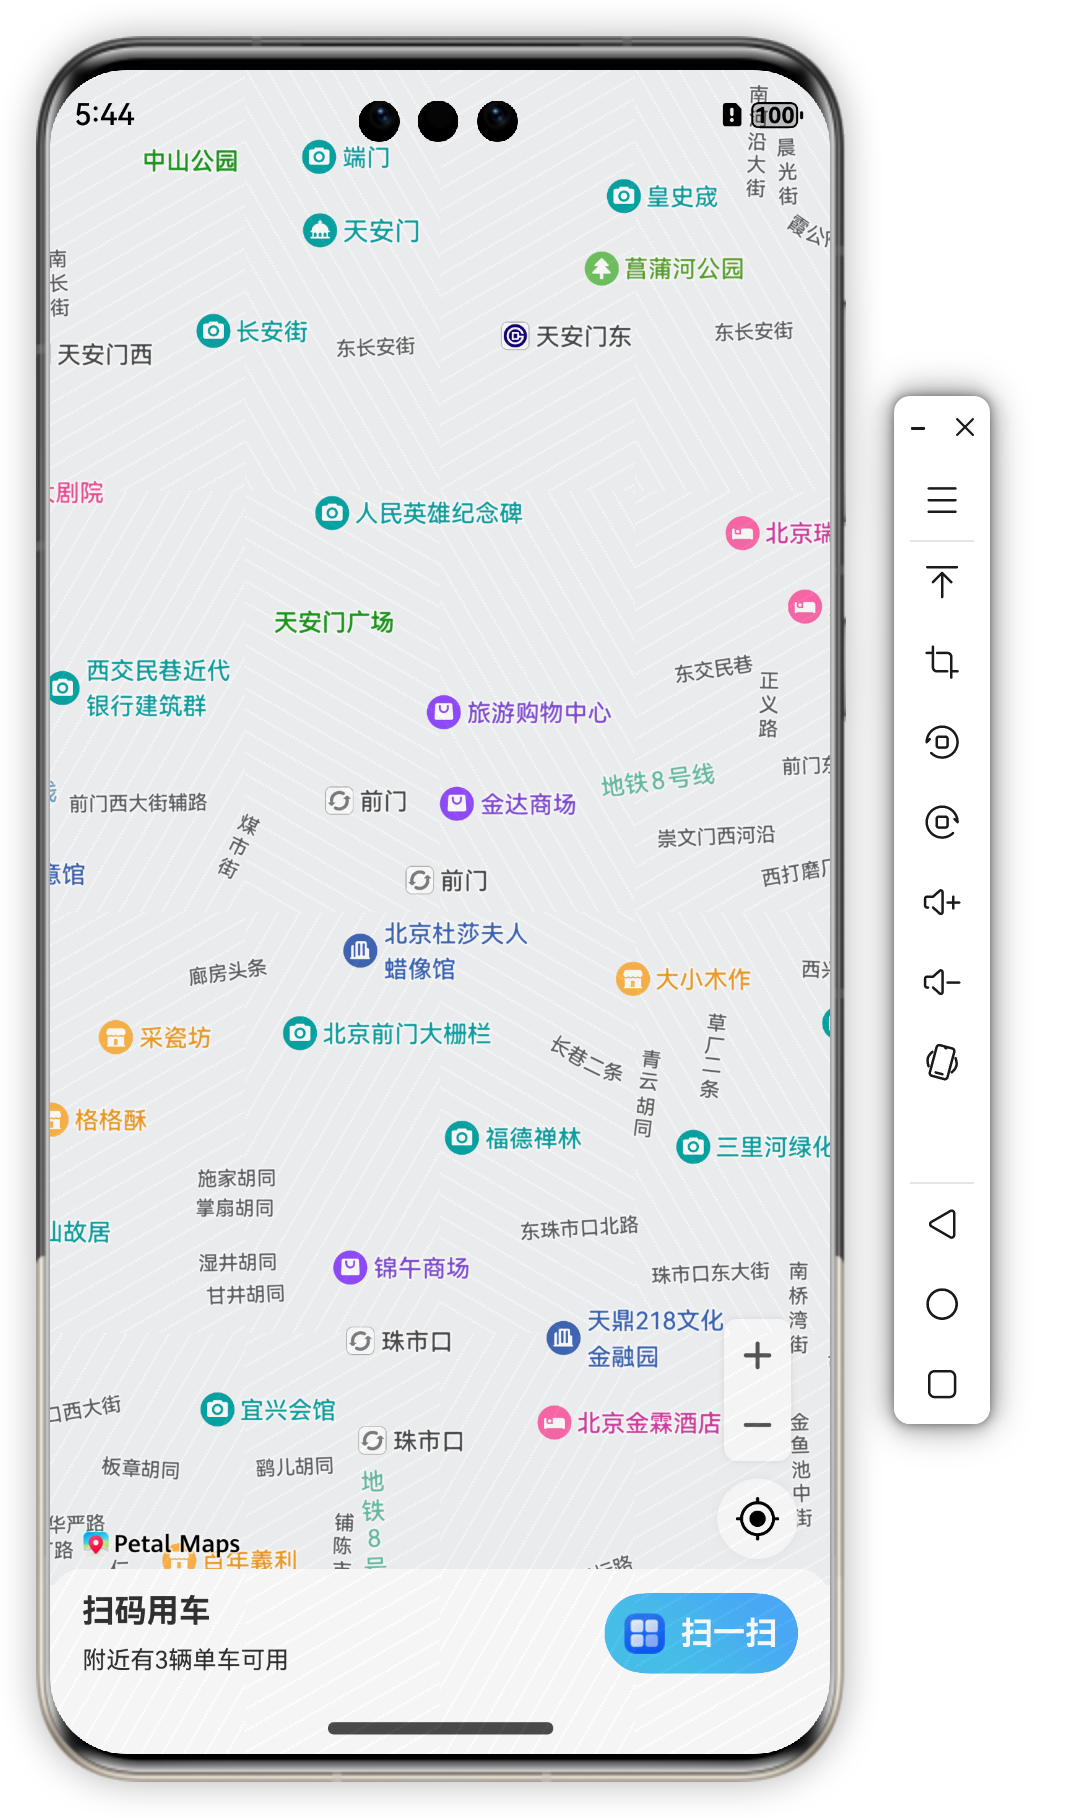 5:44
100
南河沿大街
晨光街
中山公园
端门
皇史宬
天安门
霞公府
菖蒲河公园
南长街
长安街
东长安街
天安门东
东长安街
天安门西
大剧院
人民英雄纪念碑
北京瑞
天安门广场
西交民巷近代
银行建筑群
东交民巷
正义路
旅游购物中心
前门东
地铁8号线
线
前门西大街辅路
前门
金达商场
煤市街
崇文门西河沿
意馆
前门
西打磨厂
北京杜莎夫人
蜡像馆
廊房头条
大小木作
西兴
采瓷坊
北京前门大栅栏
草厂二条
长巷二条
青云胡同
格格酥
福德禅林
三里河绿化
施家胡同
掌扇胡同
山故居
东珠市口北路
湿井胡同
锦午商场
珠市口东大街
南桥湾街
甘井胡同
天鼎218文化
金融园
珠市口
口西大街
宜兴会馆
北京金霖酒店
金鱼池中街
珠市口
板章胡同
鹞儿胡同
地铁8号
华严路
铺陈市
Petal Maps
百年義利
扫码用车
附近有3辆单车可用
扫一扫